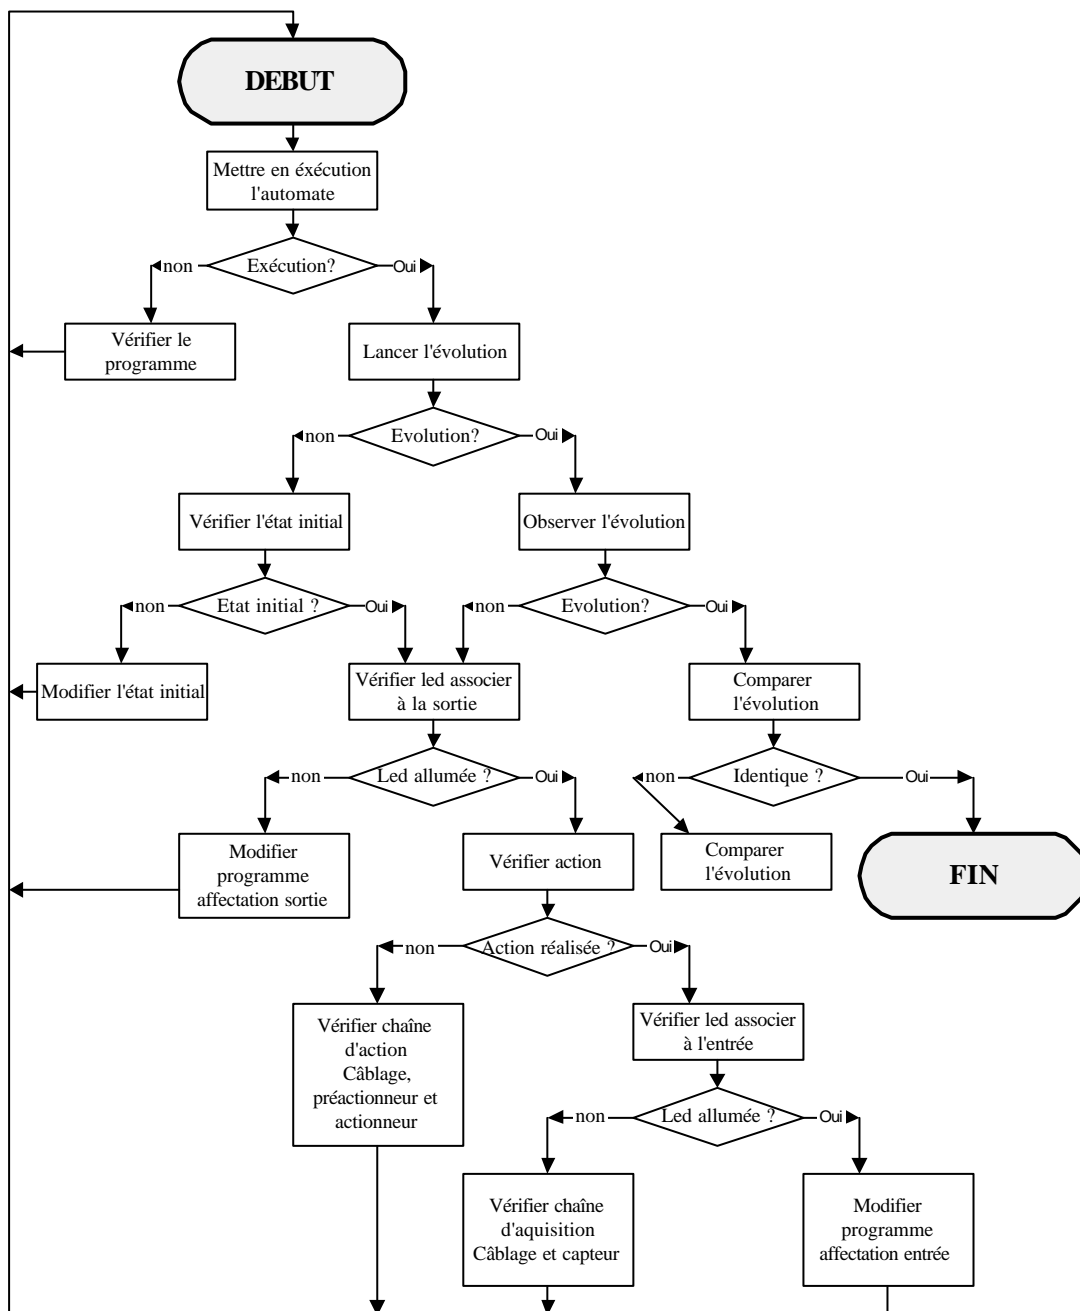 DEBUT
Mettre en éxécution
l'automate
non
Exécution?
Oui
Vérifier le
programme
Lancer l'évolution
non
Evolution?
Oui
Vérifier l'état initial
Observer l'évolution
non
Etat initial ?
Oui
non
Evolution?
Oui
Modifier l'état initial
Vérifier led associer
à la sortie
Comparer
l'évolution
non
Led allumée ?
Oui
non
Identique ?
Oui
Modifier
programme
affectation sortie
Vérifier action
Comparer
l'évolution
FIN
non
Action réalisée ?
Oui
Vérifier chaîne
d'action
Câblage,
préactionneur et
actionneur
Vérifier led associer
à l'entrée
non
Led allumée ?
Oui
Vérifier chaîne
d'aquisition
Câblage et capteur
Modifier
programme
affectation entrée